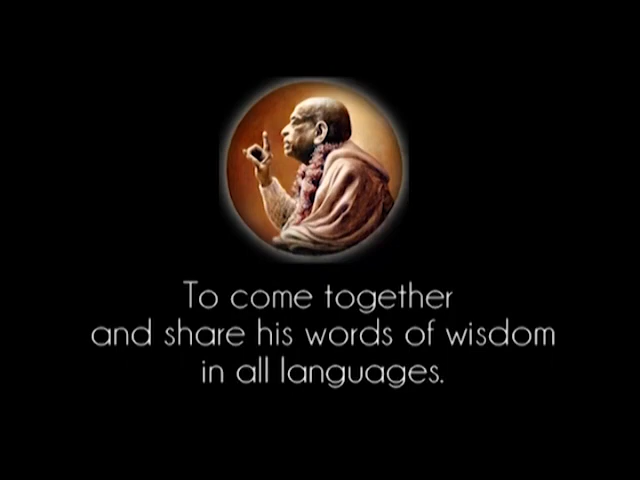 To come together
and share his words of wisdom
in all languages.